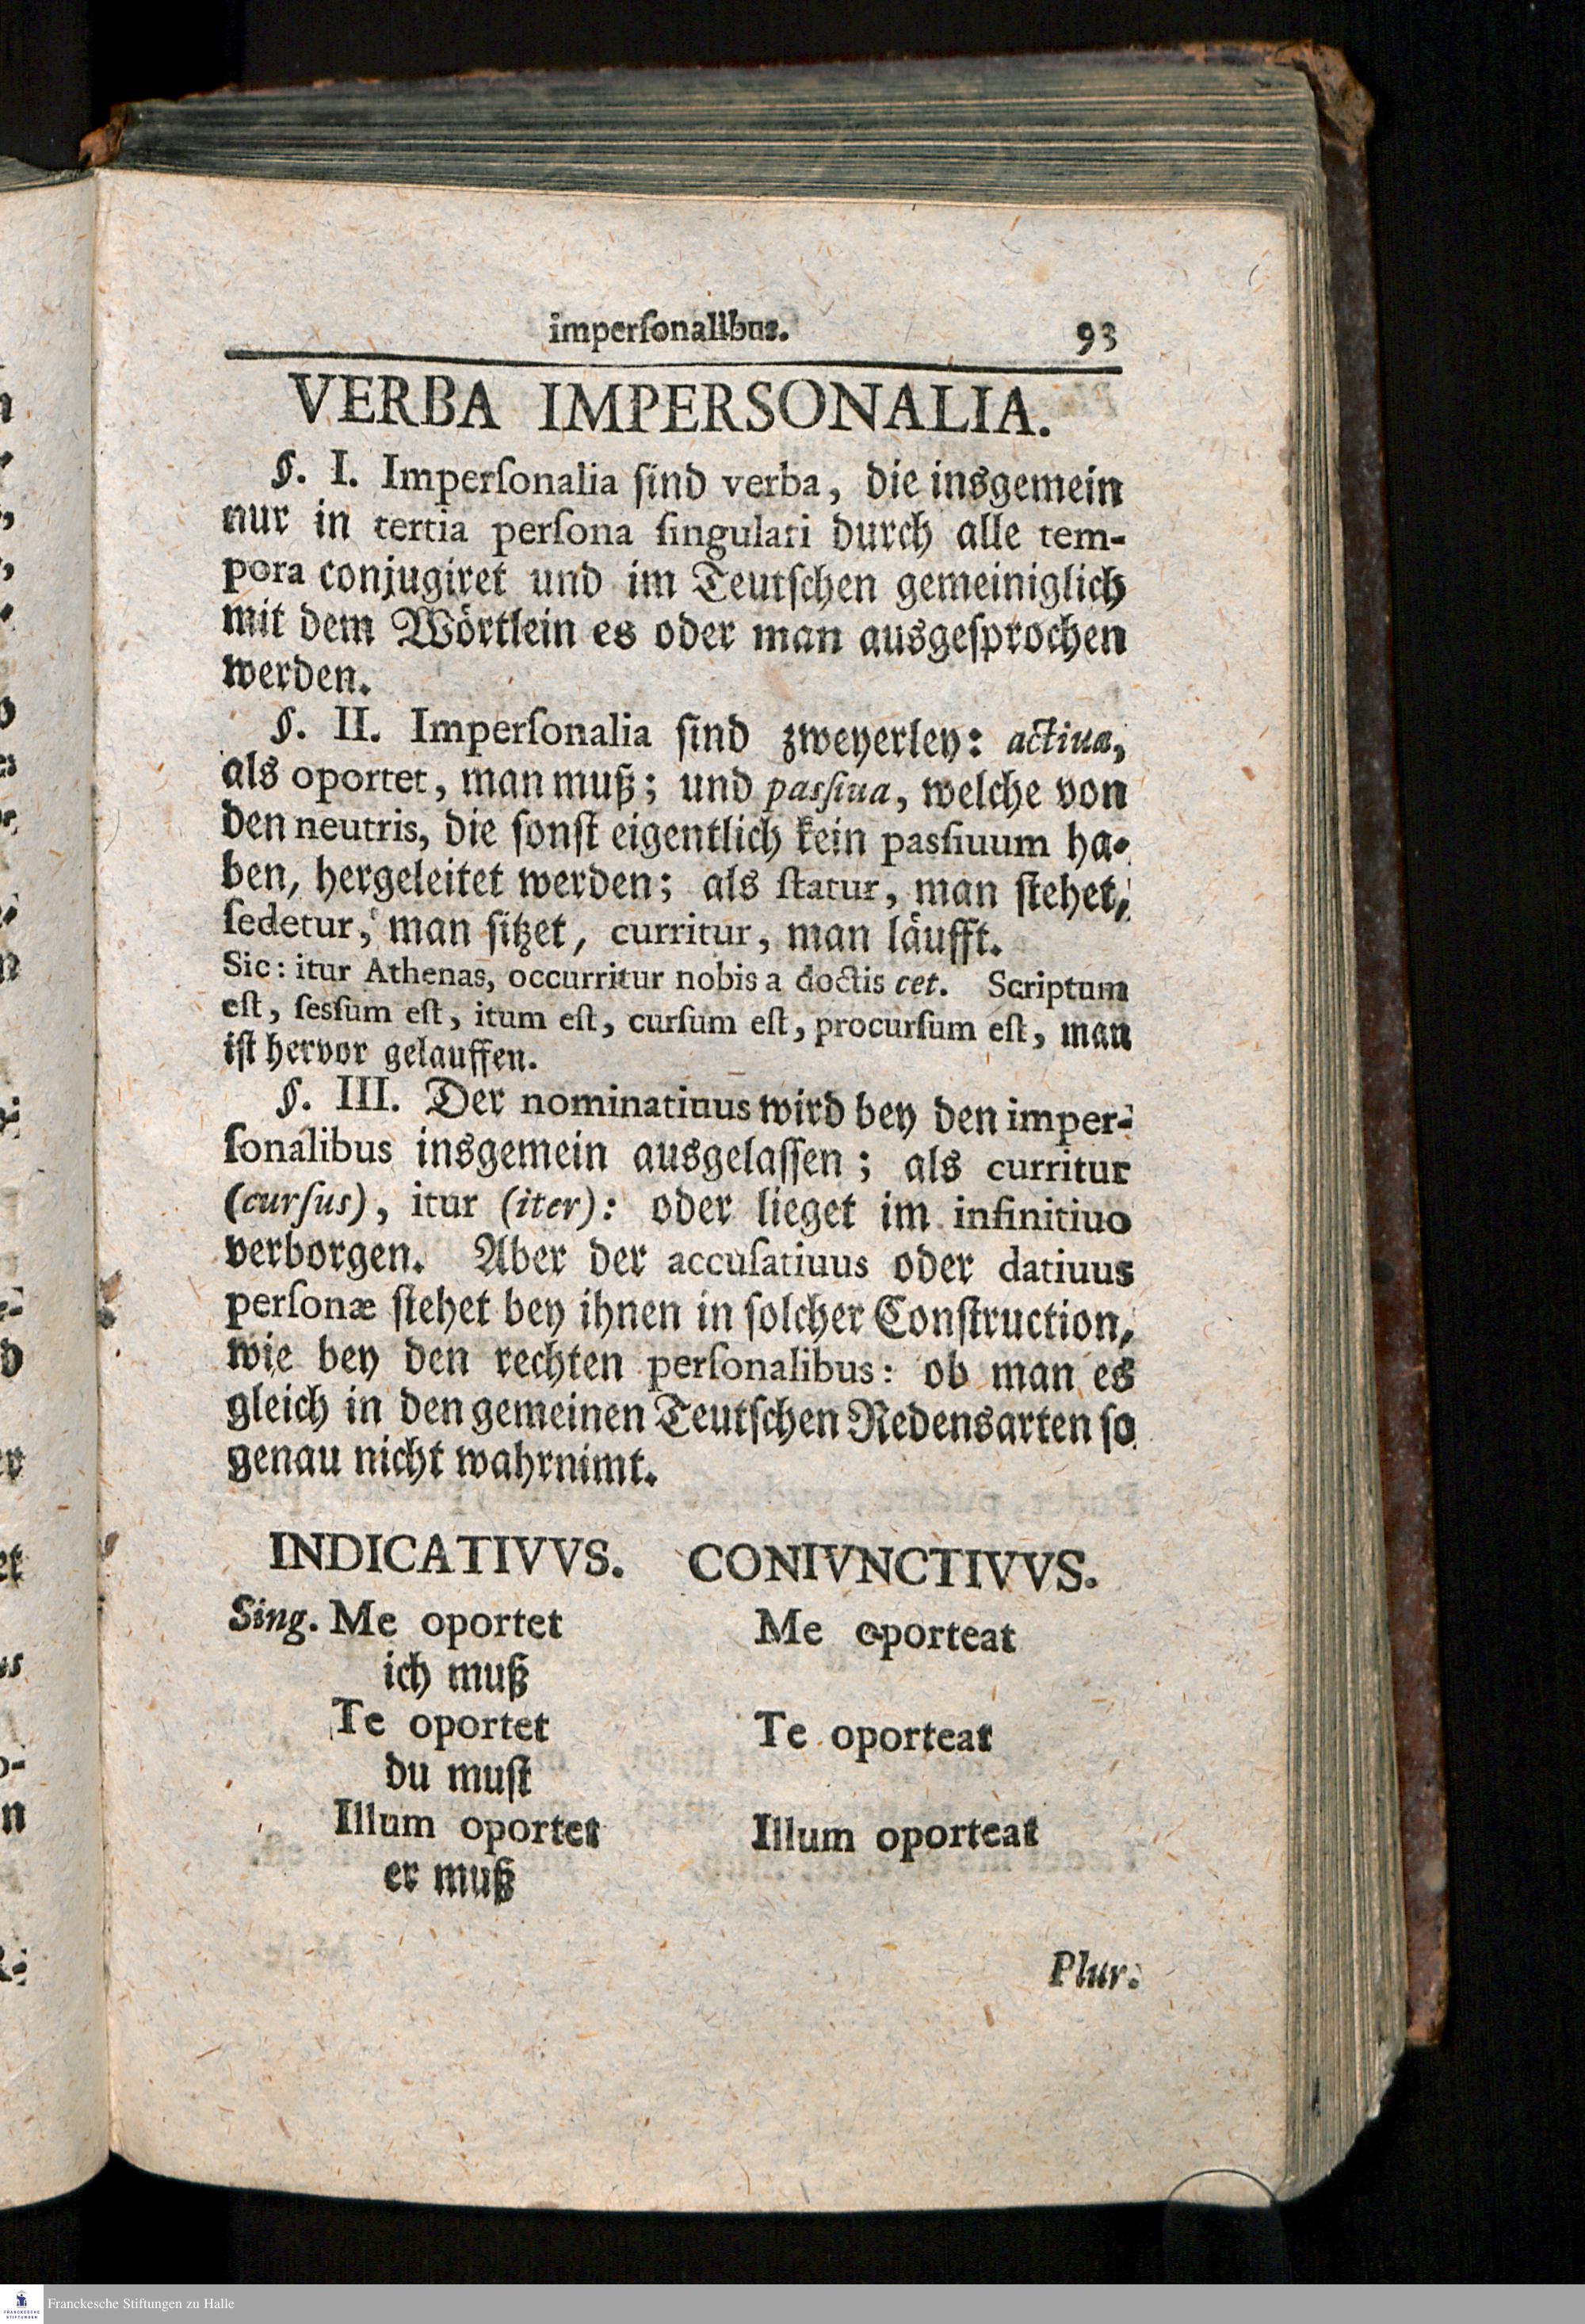 imperſonalibus. 93
VERBA IMPERSONALIA.
§. I. Imperſonalia ſind verba, die insgemein
nur in tertia perſona ſingulari durch alle tem-
pora conjugiret und im Teutſchen gemeiniglich
mit dem Wörtlein es oder man ausgeſprochen
werden.
§. II. Imperſonalia ſind zweyerley: actiua,
als oportet, man muß; und pasſiua, welche von
den neutris, die ſonſt eigentlich kein pasſiuum ha-
ben, hergeleitet werden; als ſtatur, man ſtehet,
ſedetur, man ſitzet, curritur, man läufft.
Sic: itur Athenas, occurritur nobis a doctis cet. Scriptum
eſt, ſesſum eſt, itum eſt, curſum eſt, procurſum eſt, man
iſt hervor gelauffen.
§. III. Der nominatiuus wird bey den imper-
ſonalibus insgemein ausgelaſſen; als curritur
(curſus), itur (iter): oder lieget im infinitiuo
verborgen. Aber der accuſatiuus oder datiuus
perſonæ ſtehet bey ihnen in ſolcher Conſtruction,
wie bey den rechten perſonalibus: ob man es
gleich in den gemeinen Teutſchen Redensarten ſo
genau nicht wahrnimt.
INDICATIVVS. CONIVNCTIVVS.
Sing. Me oportet Me oporteat
ich muß
Te oportet Te oporteat
du muſt
Illum oportet Illum oporteat
er muß
Plur.
FRANCKESCHE STIFTUNGEN
Franckesche Stiftungen zu Halle